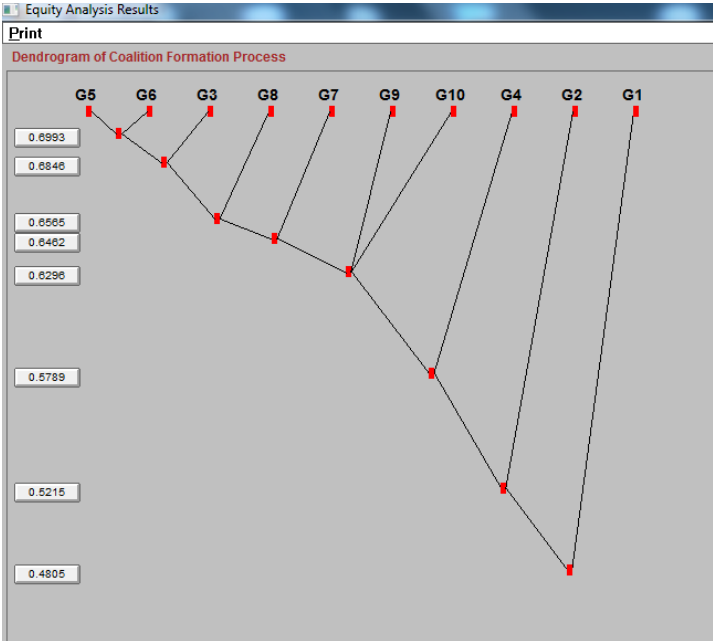 Equity Analysis Results
Print
Dendrogram of Coalition Formation Process
G5 G6 G3 G8 G7 G9 G10 G4 G2 G1
0.6993
0.6846
0.6565
0.6462
0.6296
0.5789
0.5215
0.4805